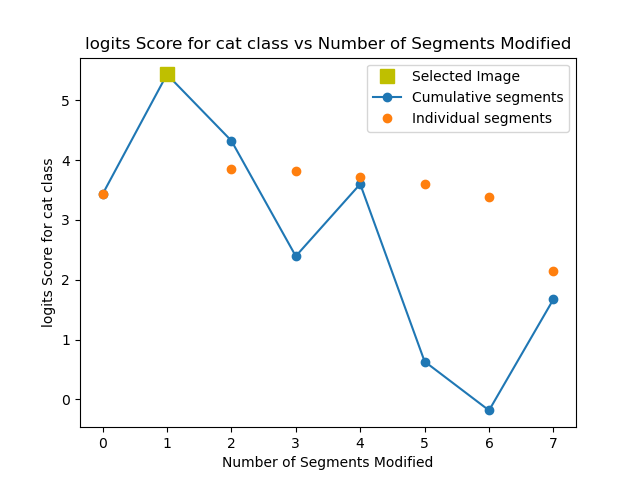 logits Score for cat class vs Number of Segments Modified
Selected Image
Cumulative segments
Individual segments
5
4
3
2
1
0
logits Score for cat class
0 1 2 3 4 5 6 7
Number of Segments Modified